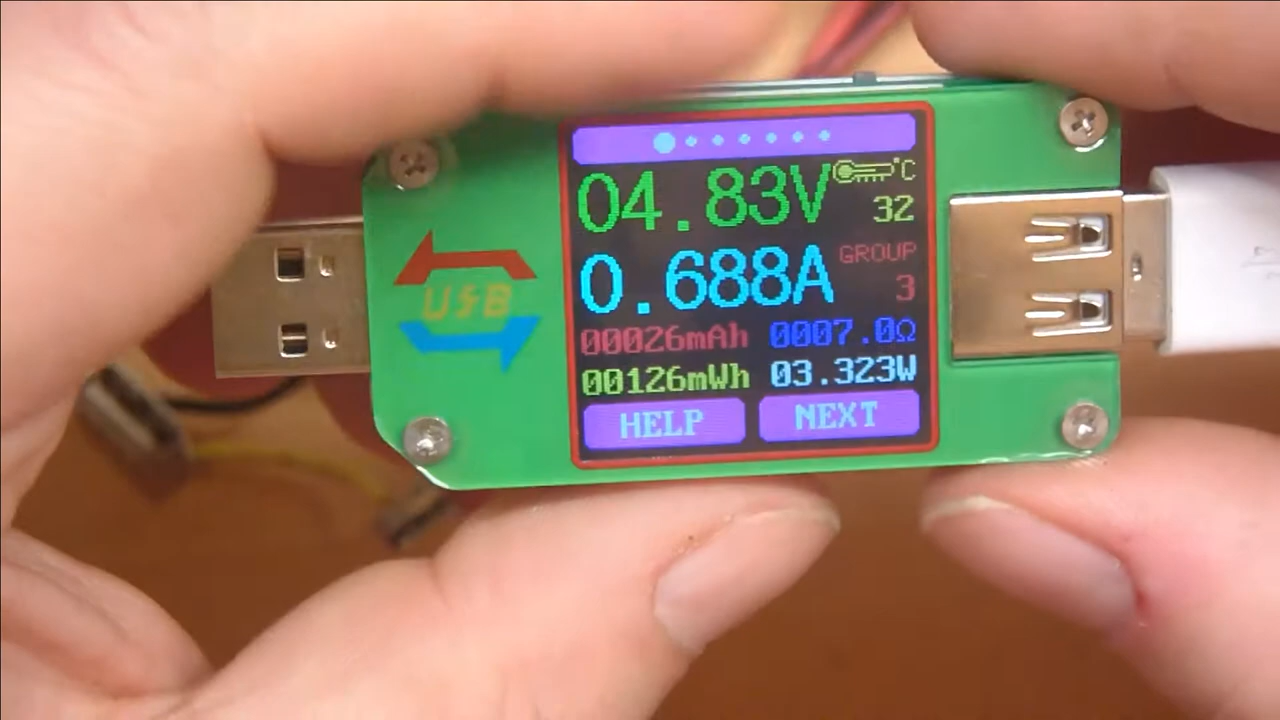 04.83V °C
32
0.688A GROUP
3
USB
00026mAh 0007.0Ω
00126mWh 03.323W
HELP NEXT